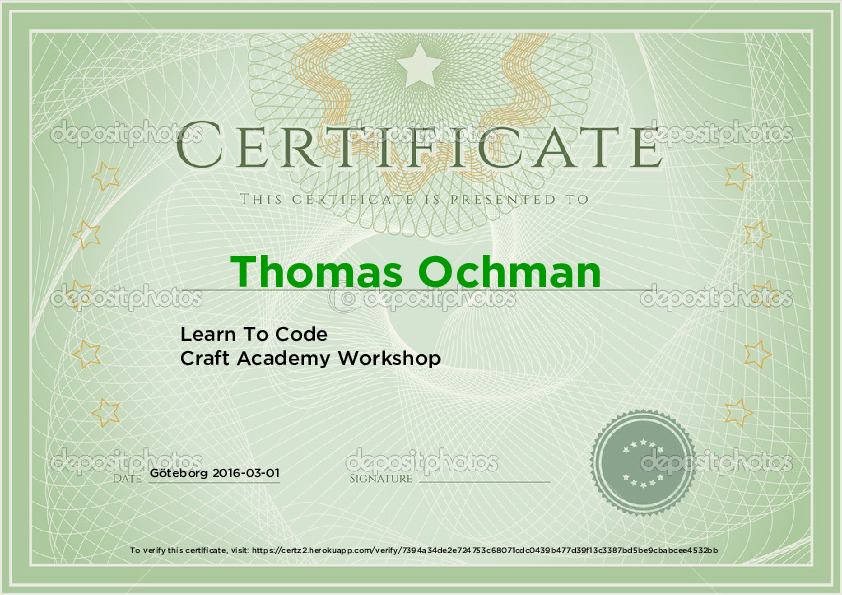 depositphotos depositphotos depositphotos
CERTIFICATE
THIS CERTIFICATE IS PRESENTED TO
Thomas Ochman
depositphotos © depositphotos depositphotos
Learn To Code
Craft Academy Workshop
depositphotos depositphotos depositphotos
DATE Göteborg 2016-03-01 SIGNATURE
To verify this certificate, visit: https://certz2.herokuapp.com/verify/7394a34de2e724753c68071cdc0439b477d39f13c3387bd5be9cbabcee4532bb